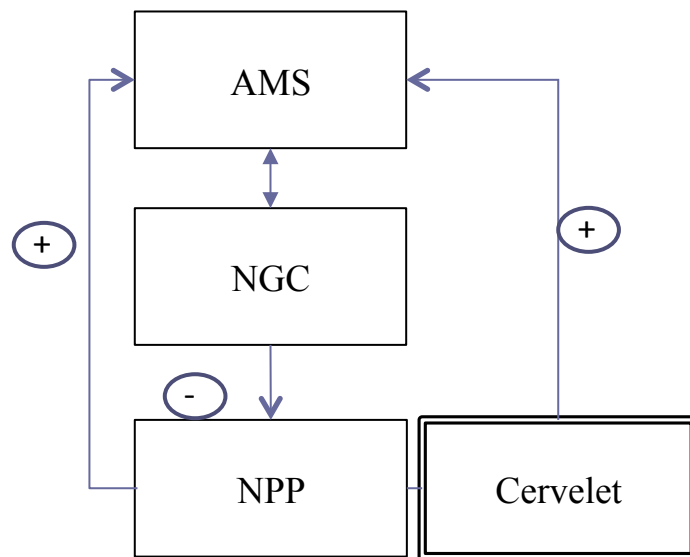 AMS
+
+
NGC
-
NPP
Cervelet